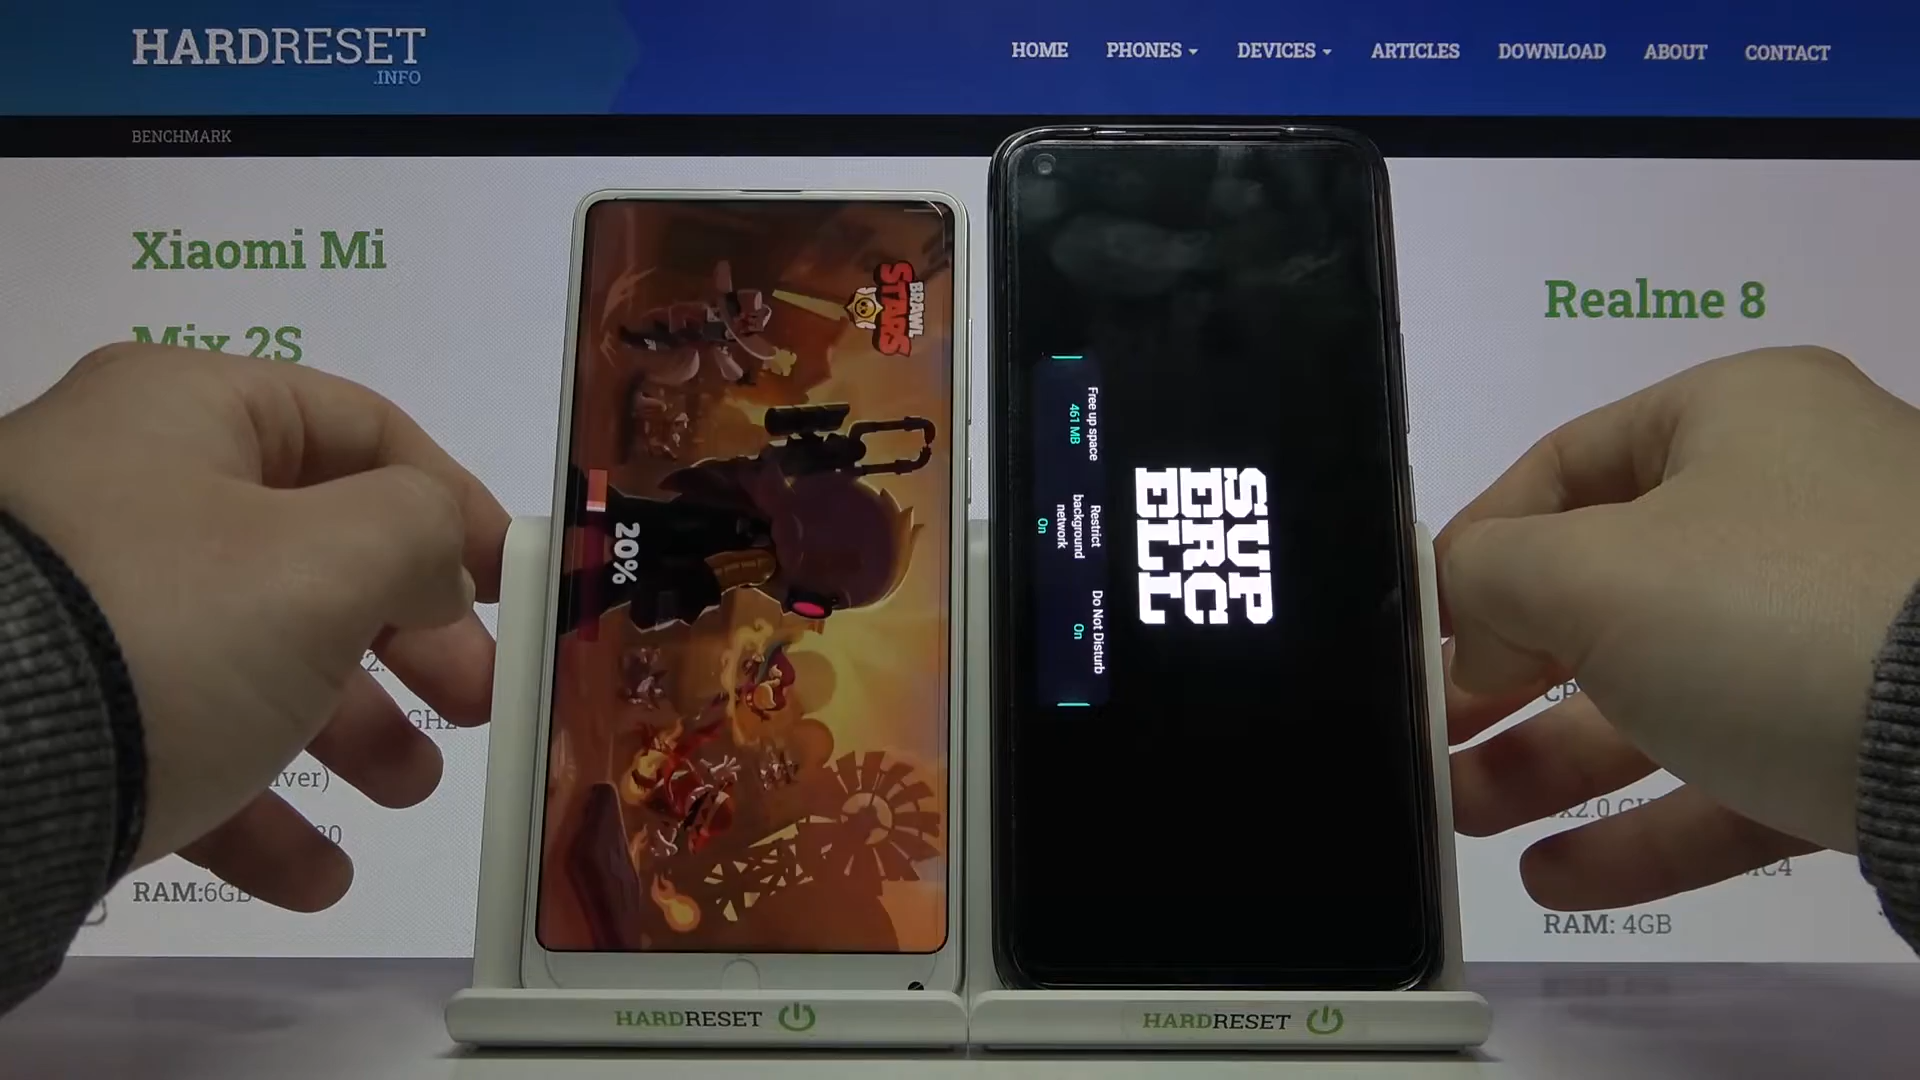 HARDRESET
.INFO
HOME
PHONES
DEVICES
ARTICLES
DOWNLOAD
ABOUT
CONTACT
BENCHMARK
Xiaomi Mi
Mix 2S
Realme 8
BRAWL
STARS
20%
Free up space
461 MB
Restrict
background
network
On
Do Not Disturb
On
SUP
ERC
ELL
GHz
RAM:6GB
RAM: 4GB
HARDRESET
HARDRESET